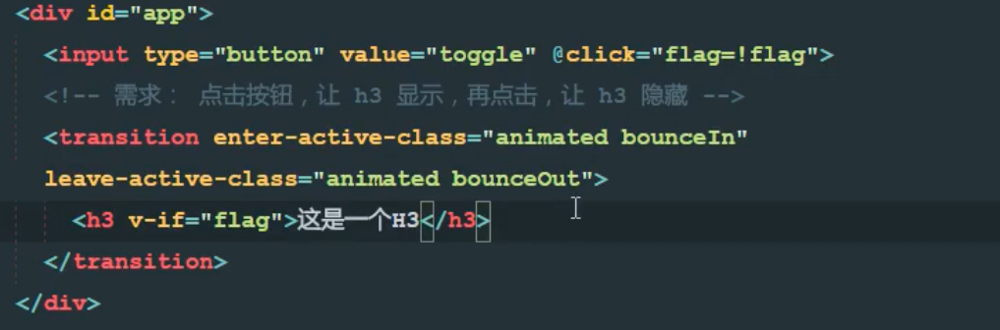 <div id="app">
<input type="button" value="toggle" @click="flag=!flag">
<!-- 需求： 点击按钮，让 h3 显示，再点击，让 h3 隐藏 -->
<transition enter-active-class="animated bounceIn"
leave-active-class="animated bounceOut">
<h3 v-if="flag">这是一个H3</h3>
</transition>
</div>